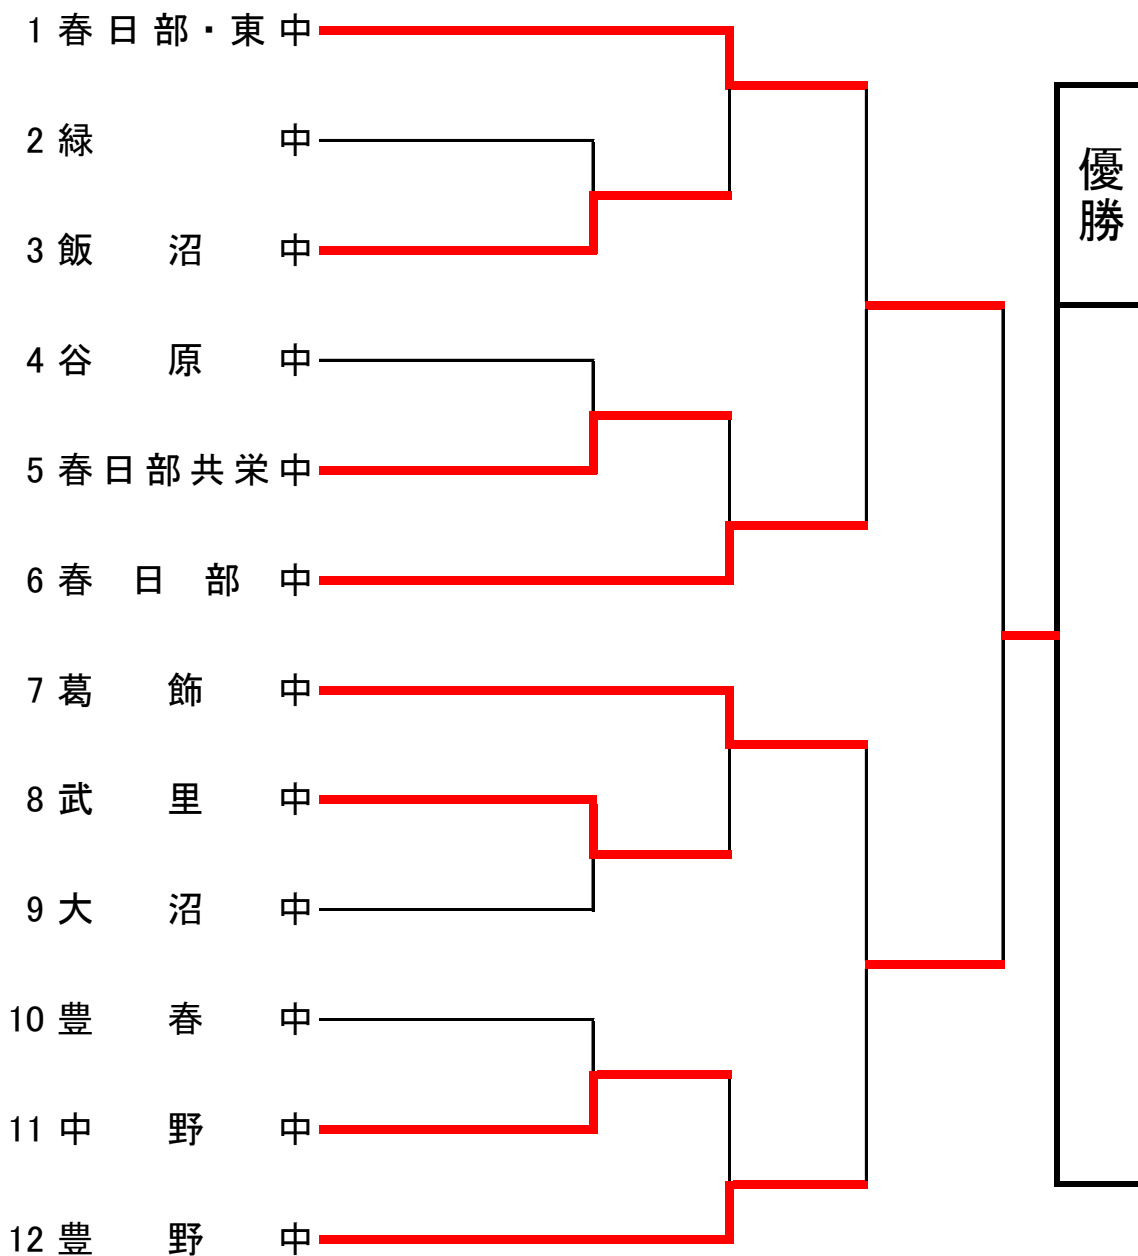 1 春日部・東中
2 緑中
3 飯沼中
4 谷原中
5 春日部共栄中
6 春日部中
7 葛飾中
8 武里中
9 大沼中
10 豊春中
11 中野中
12 豊野中
優勝